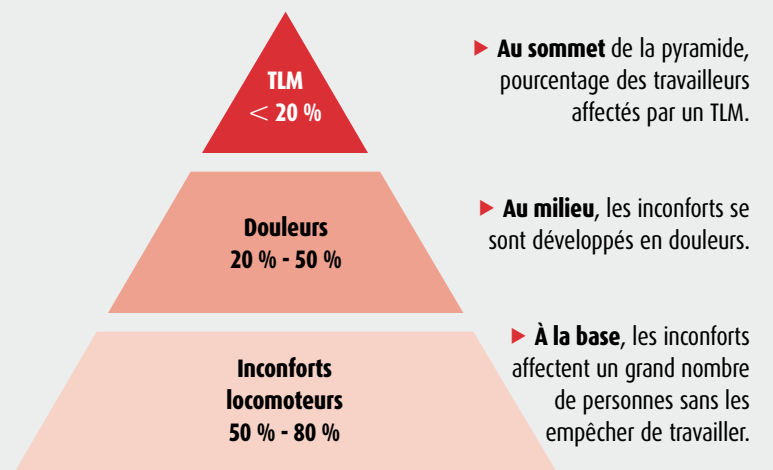 TLM
< 20 %
▶ Au sommet de la pyramide,
pourcentage des travailleurs
affectés par un TLM.
Douleurs
20 % - 50 %
▶ Au milieu, les inconforts se
sont développés en douleurs.
Inconforts
locomoteurs
50 % - 80 %
▶ À la base, les inconforts
affectent un grand nombre
de personnes sans les
empêcher de travailler.